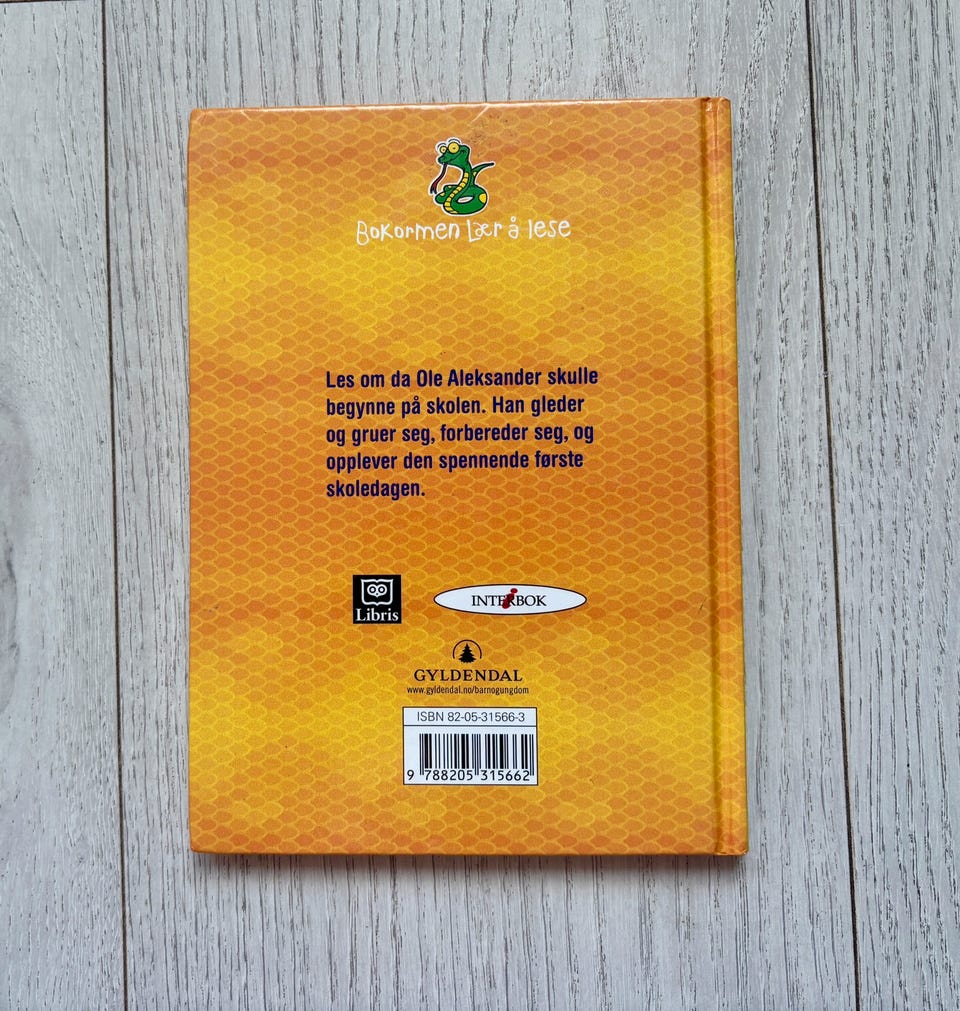 Bokormen Lær å lese
Les om da Ole Aleksander skulle
begynne på skolen. Han gleder
og gruer seg, forbereder seg, og
opplever den spennende første
skoledagen.
Libris
INTERBOK
GYLDENDAL
www.gyldendal.no/barnogungdom
ISBN 82-05-31566-3
9 788205 315662